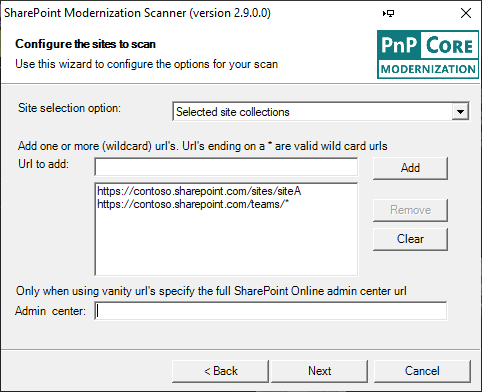 SharePoint Modernization Scanner (version 2.9.0.0)
Configure the sites to scan
Use this wizard to configure the options for your scan
PnP Core
MODERNIZATION
Site selection option: Selected site collections
Add one or more (wildcard) url's. Url's ending on a * are valid wild card urls
Url to add: Add
https://contoso.sharepoint.com/sites/siteA
https://contoso.sharepoint.com/teams/*
Remove
Clear
Only when using vanity url's specify the full SharePoint Online admin center url
Admin center:
< Back Next Cancel